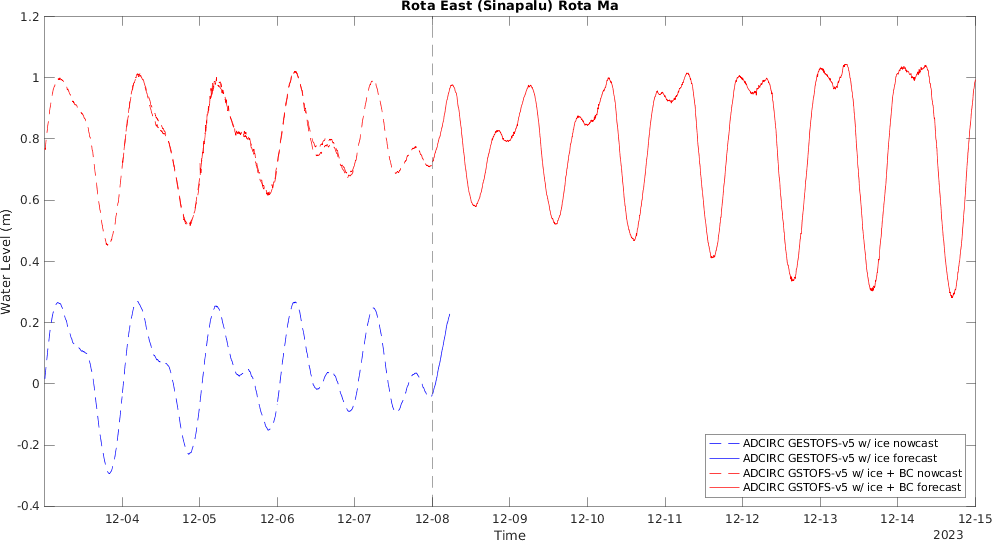 Rota East (Sinapalu) Rota Ma
1.2
1
0.8
0.6
0.4
0.2
0
-0.2
-0.4
Water Level (m)
ADCIRC GESTOFS-v5 w/ ice nowcast
ADCIRC GESTOFS-v5 w/ ice forecast
ADCIRC GSTOFS-v5 w/ ice + BC nowcast
ADCIRC GSTOFS-v5 w/ ice + BC forecast
12-04 12-05 12-06 12-07 12-08 12-09 12-10 12-11 12-12 12-13 12-14 12-15
Time
2023